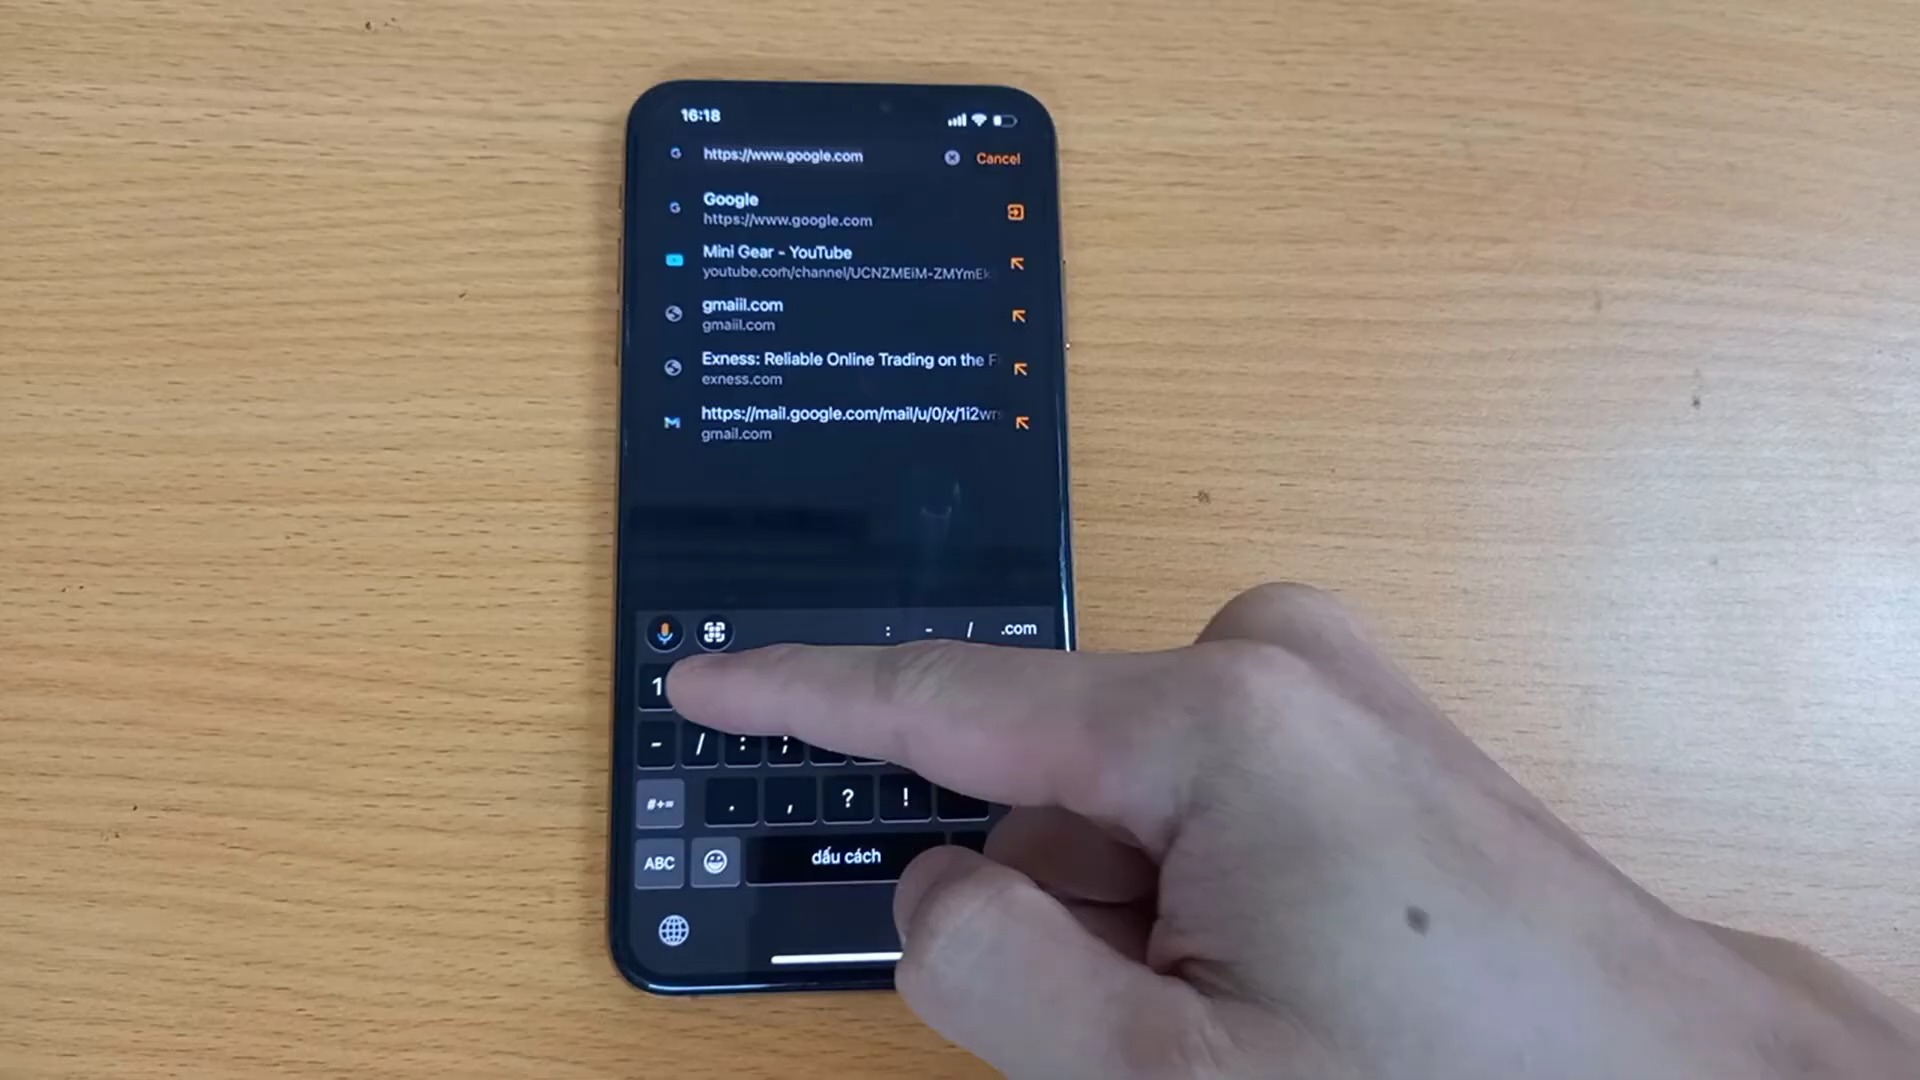 16:18
https://www.google.com
Cancel
Google
https://www.google.com
Mini Gear - YouTube
youtube.com/channel/UCNZMEiM-ZMYmEk
gmaiil.com
gmaiil.com
Exness: Reliable Online Trading on the F
exness.com
https://mail.google.com/mail/u/0/x/1i2wrs
gmail.com
: - / .com
1
- / : ;
#+= . , ? !
ABC dấu cách